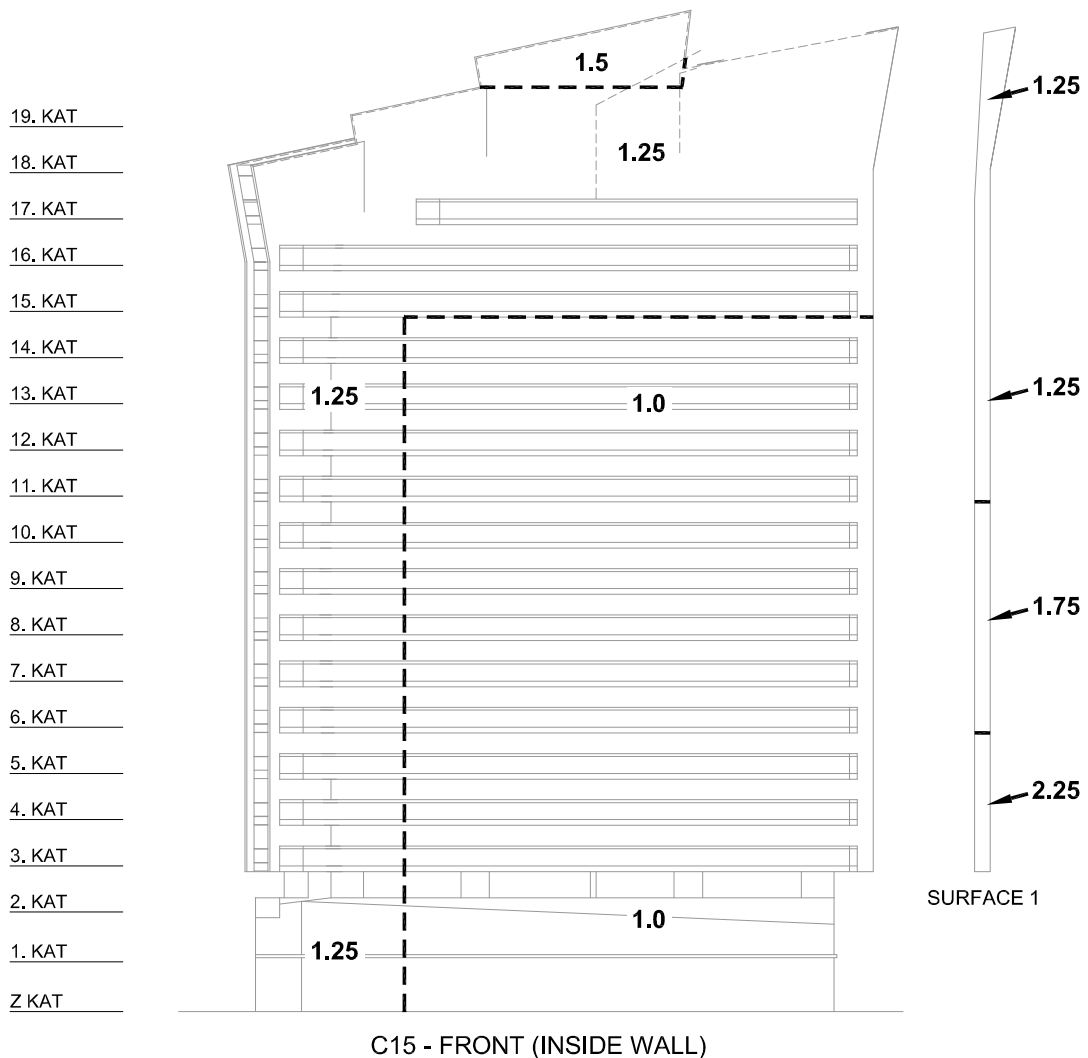 1.5
1.25
19. KAT
1.25
18. KAT
17. KAT
16. KAT
15. KAT
14. KAT
13. KAT
1.25
1.0
1.25
12. KAT
11. KAT
10. KAT
9. KAT
8. KAT
1.75
7. KAT
6. KAT
5. KAT
4. KAT
2.25
3. KAT
2. KAT
SURFACE 1
1.0
1. KAT
1.25
Z KAT
C15 - FRONT (INSIDE WALL)